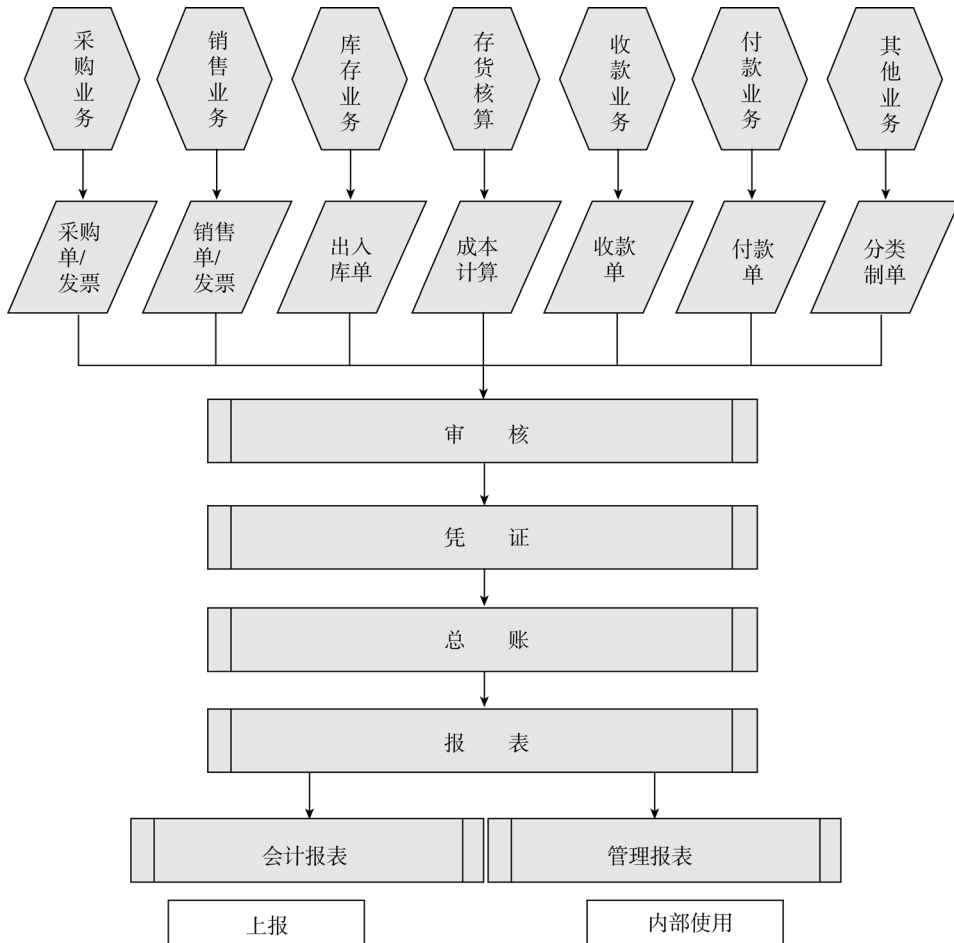 采购业务
销售业务
库存业务
存货核算
收款业务
付款业务
其他业务
采购
单/
发票
销售
单/
发票
出入
库单
成本
计算
收款
单
付款
单
分类
制单
审 核
凭 证
总 账
报 表
会计报表
管理报表
上报
内部使用